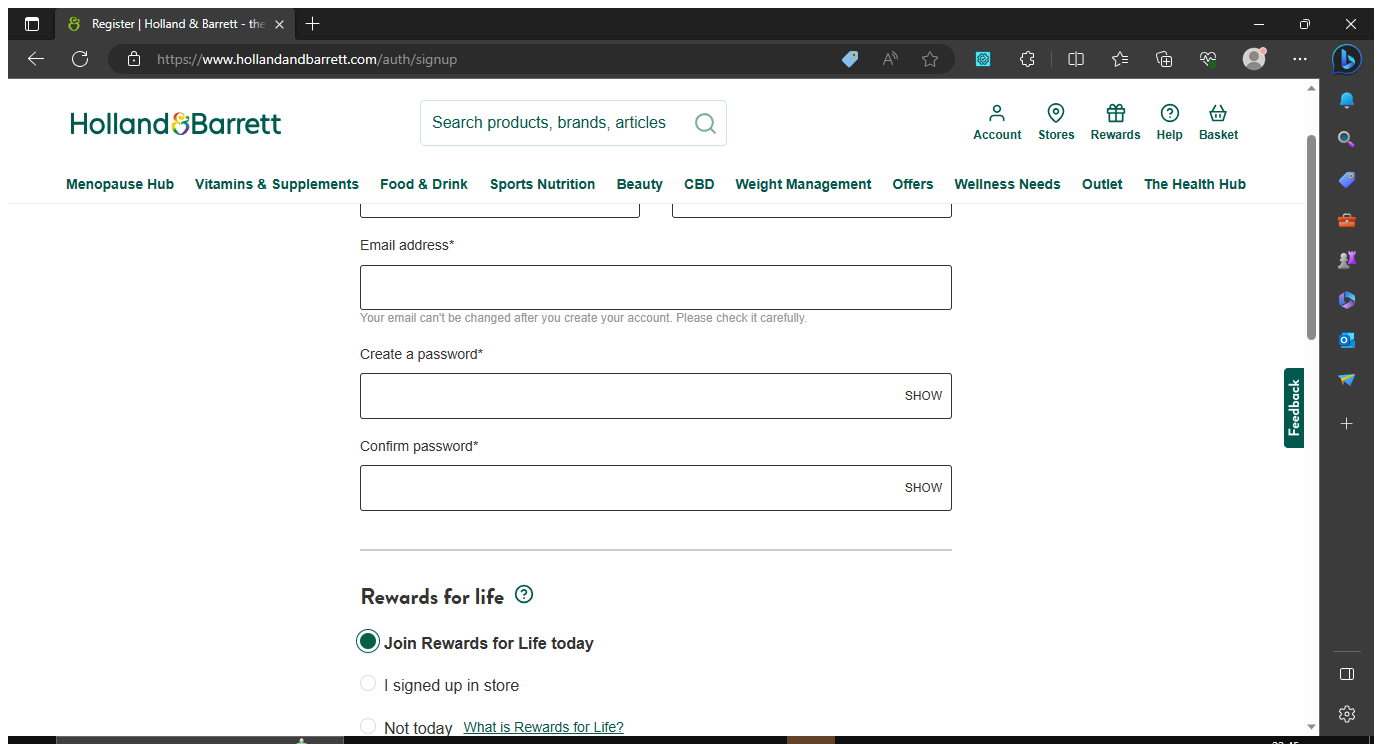 Register | Holland & Barrett - the
https://www.hollandandbarrett.com/auth/signup
Holland&Barrett
Search products, brands, articles
Account Stores Rewards Help Basket
Menopause Hub Vitamins & Supplements Food & Drink Sports Nutrition Beauty CBD Weight Management Offers Wellness Needs Outlet The Health Hub
Email address*
Your email can't be changed after you create your account. Please check it carefully.
Create a password*
SHOW
Feedback
Confirm password*
SHOW
Rewards for life
Join Rewards for Life today
I signed up in store
Not today What is Rewards for Life?